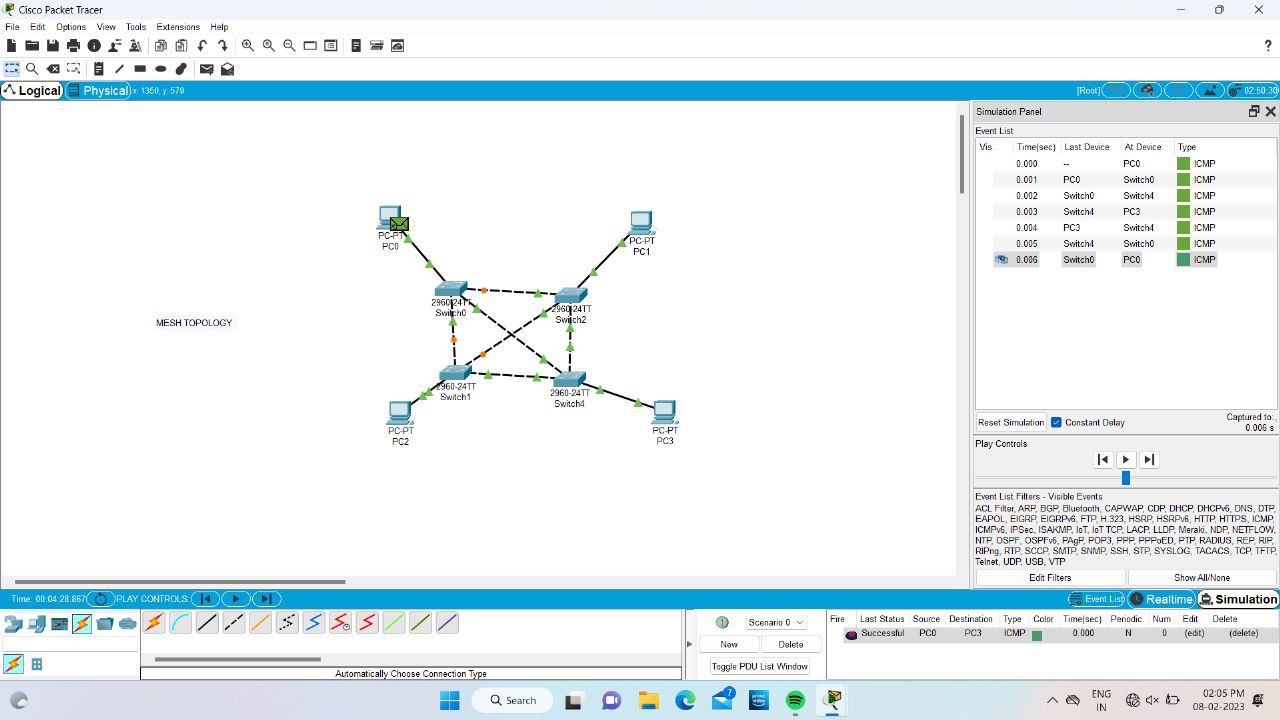 Cisco Packet Tracer
File Edit Options View Tools Extensions Help
?
Logical Physical x: 1350, y: 579 [Root] 02:50:30
Simulation Panel
Event List
Vis. Time(sec) Last Device At Device Type
0.000 -- PC0 ICMP
0.001 PC0 Switch0 ICMP
0.002 Switch0 Switch4 ICMP
0.003 Switch4 PC3 ICMP
0.004 PC3 Switch4 ICMP
0.005 Switch4 Switch0 ICMP
0.006 Switch0 PC0 ICMP
PC-PT
PC0
PC-PT
PC1
2960-24TT
Switch0
2960-24TT
Switch2
MESH TOPOLOGY
2960-24TT
Switch1
2960-24TT
Switch4
PC-PT
PC2
PC-PT
PC3
Reset Simulation Constant Delay Captured to:
0.006 s
Play Controls
Event List Filters - Visible Events
ACL Filter, ARP, BGP, Bluetooth, CAPWAP, CDP, DHCP, DHCPv6, DNS, DTP,
EAPOL, EIGRP, EIGRPv6, FTP, H.323, HSRP, HSRPv6, HTTP, HTTPS, ICMP,
ICMPv6, IPSec, ISAKMP, IoT, IoT TCP, LACP, LLDP, Meraki, NDP, NETFLOW,
NTP, OSPF, OSPFv6, PAgP, POP3, PPP, PPPoED, PTP, RADIUS, REP, RIP,
RIPng, RTP, SCCP, SMTP, SNMP, SSH, STP, SYSLOG, TACACS, TCP, TFTP,
Telnet, UDP, USB, VTP
Edit Filters Show All/None
Time: 00:04:28.867 PLAY CONTROLS: Event List Realtime Simulation
Scenario 0
New Delete
Toggle PDU List Window
Fire Last Status Source Destination Type Color Time(sec) Periodic Num Edit Delete
Successful PC0 PC3 ICMP 0.000 N 0 (edit) (delete)
Automatically Choose Connection Type
Search
7
prime video
ENG
IN
02:05 PM
08-02-2023